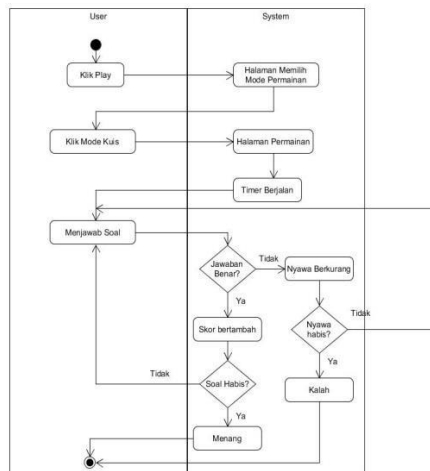 User
System
Klik Play
Halaman Memilih
Mode Permainan
Klik Mode Kuis
Halaman Permainan
Timer Berjalan
Menjawab Soal
Jawaban
Benar?
Tidak
Nyawa Berkurang
Ya
Skor bertambah
Nyawa
habis?
Tidak
Ya
Tidak
Soal Habis?
Kalah
Ya
Menang